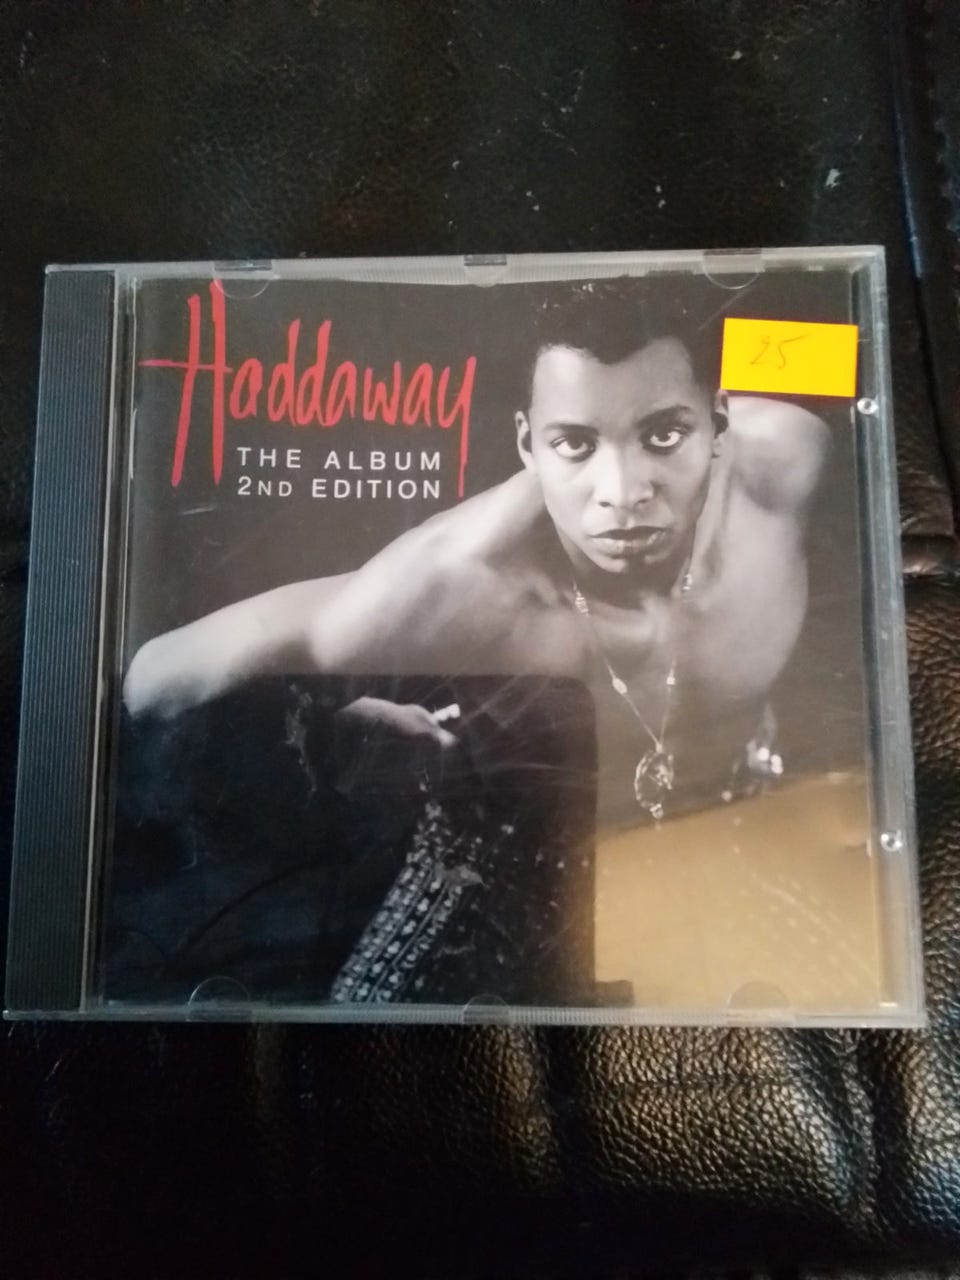 Haddaway
THE ALBUM
2ND EDITION
25